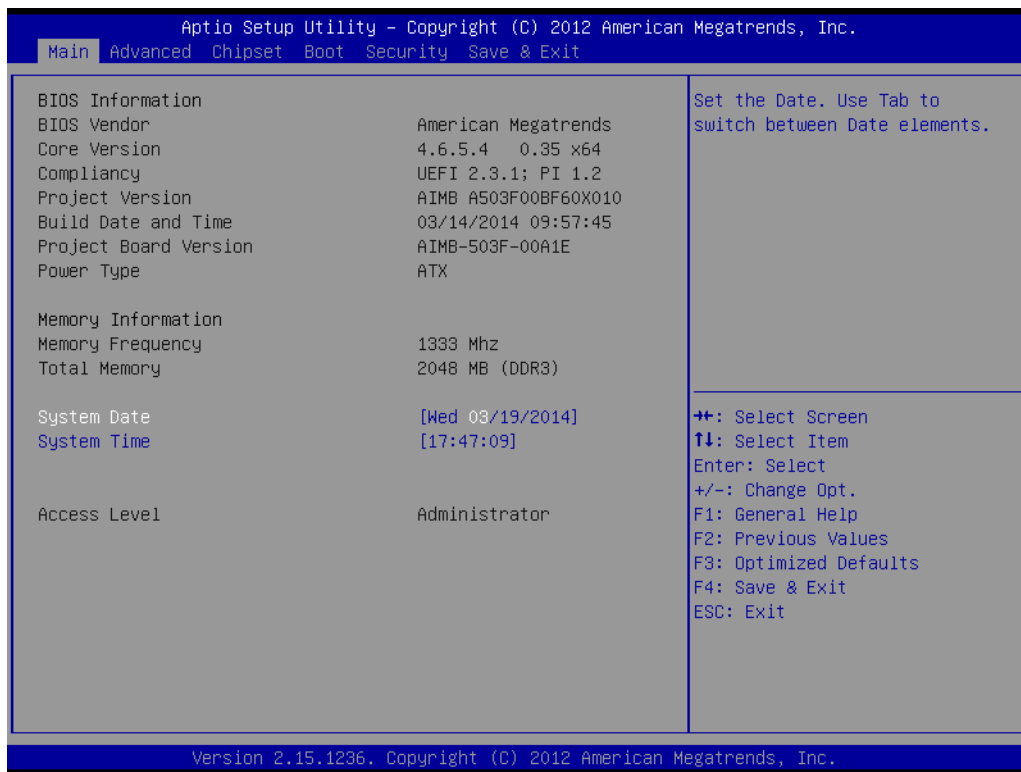 Aptio Setup Utility – Copyright (C) 2012 American Megatrends, Inc.
Main Advanced Chipset Boot Security Save & Exit
BIOS Information
BIOS Vendor American Megatrends
Core Version 4.6.5.4 0.35 x64
Compliancy UEFI 2.3.1; PI 1.2
Project Version AIMB A503F00BF60X010
Build Date and Time 03/14/2014 09:57:45
Project Board Version AIMB-503F-00A1E
Power Type ATX
Memory Information
Memory Frequency 1333 Mhz
Total Memory 2048 MB (DDR3)
System Date [Wed 03/19/2014]
System Time [17:47:09]
Access Level Administrator
Set the Date. Use Tab to
switch between Date elements.
→←: Select Screen
↑↓: Select Item
Enter: Select
+/-: Change Opt.
F1: General Help
F2: Previous Values
F3: Optimized Defaults
F4: Save & Exit
ESC: Exit
Version 2.15.1236. Copyright (C) 2012 American Megatrends, Inc.